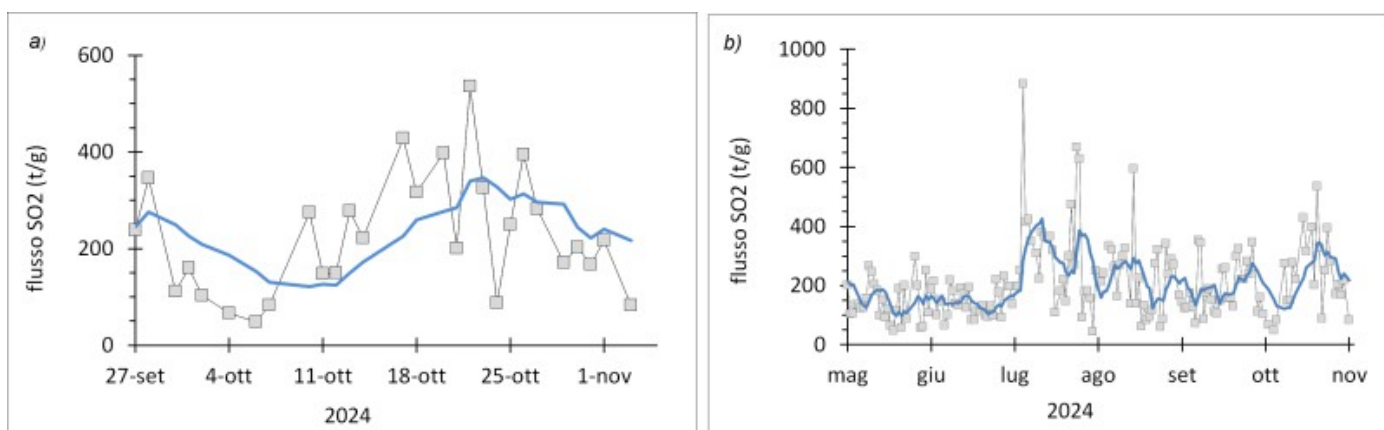 a)
flusso SO2 (t/g)
600
400
200
0
27-set 4-ott 11-ott 18-ott 25-ott 1-nov
2024
b)
flusso SO2 (t/g)
1000
800
600
400
200
0
mag giu lug ago set ott nov
2024